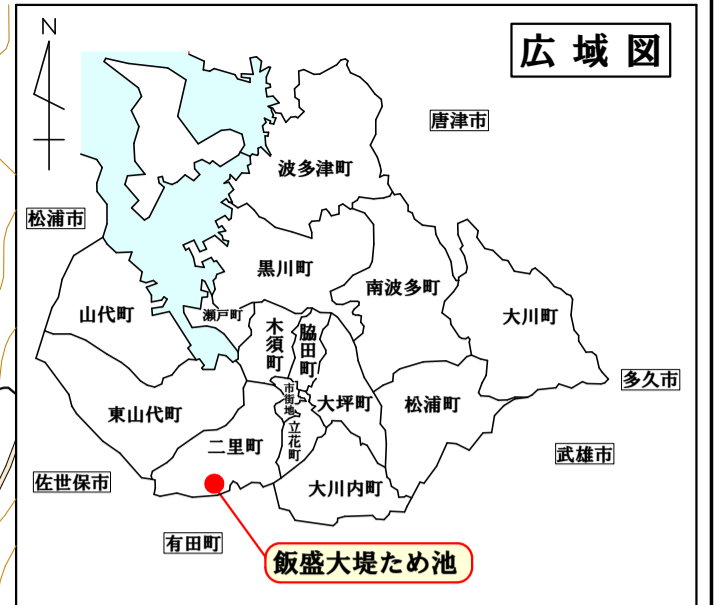 N
広域図
唐津市
波多津町
松浦市
黒川町
南波多町
山代町
瀬戸町
大川町
木須町
脇田町
多久市
市街地
大坪町
松浦町
東山代町
立花町
二里町
武雄市
佐世保市
大川内町
有田町
飯盛大堤ため池